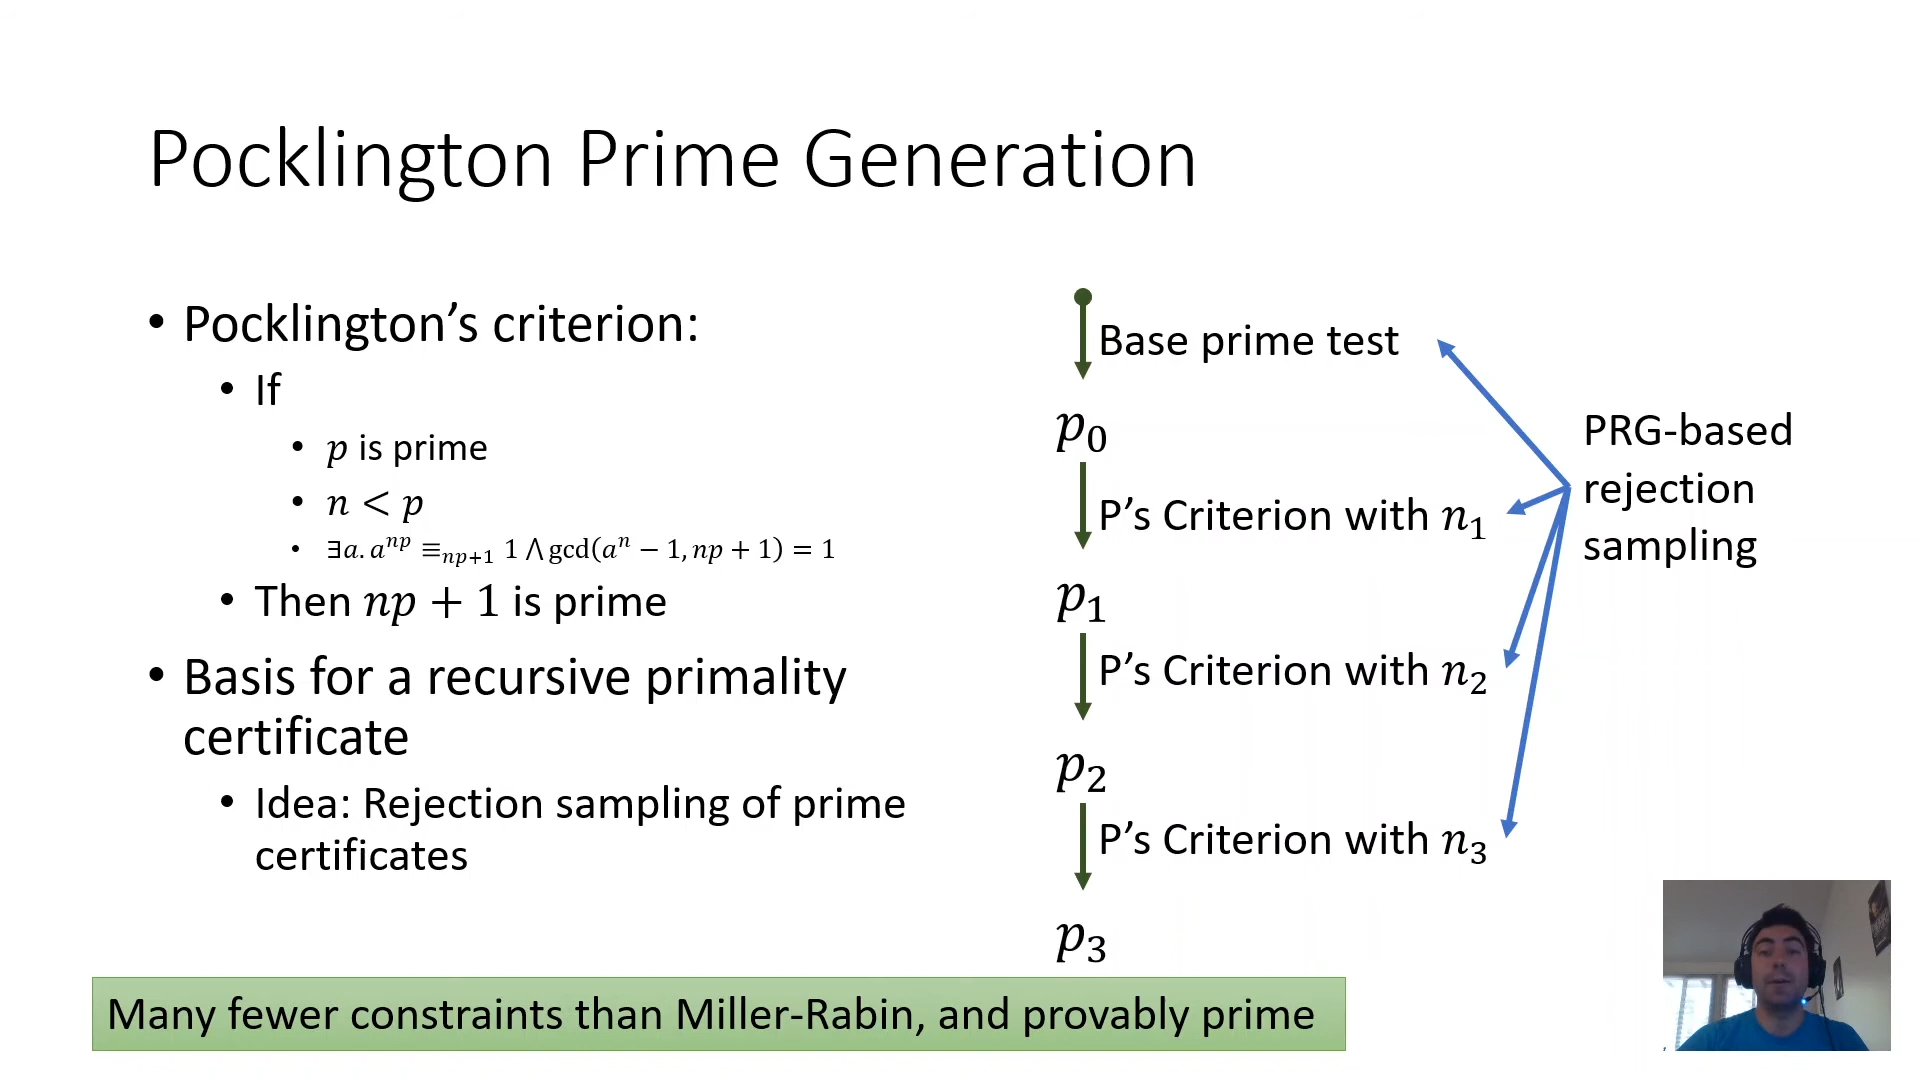 Pocklington Prime Generation
• Pocklington’s criterion:
• If
• p is prime
• n < p
• ∃a. aⁿᵖ ≡ₙₚ₊₁ 1 ⋀ gcd(aⁿ − 1, np + 1) = 1
• Then np + 1 is prime
• Basis for a recursive primality
certificate
• Idea: Rejection sampling of prime
certificates
Base prime test
p₀
P’s Criterion with n₁
p₁
P’s Criterion with n₂
p₂
P’s Criterion with n₃
p₃
PRG-based
rejection
sampling
Many fewer constraints than Miller-Rabin, and provably prime